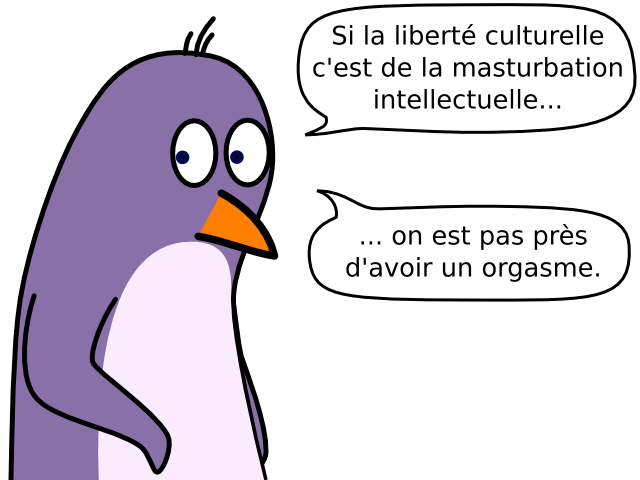 Si la liberté culturelle
c'est de la masturbation
intellectuelle...
... on est pas près
d'avoir un orgasme.